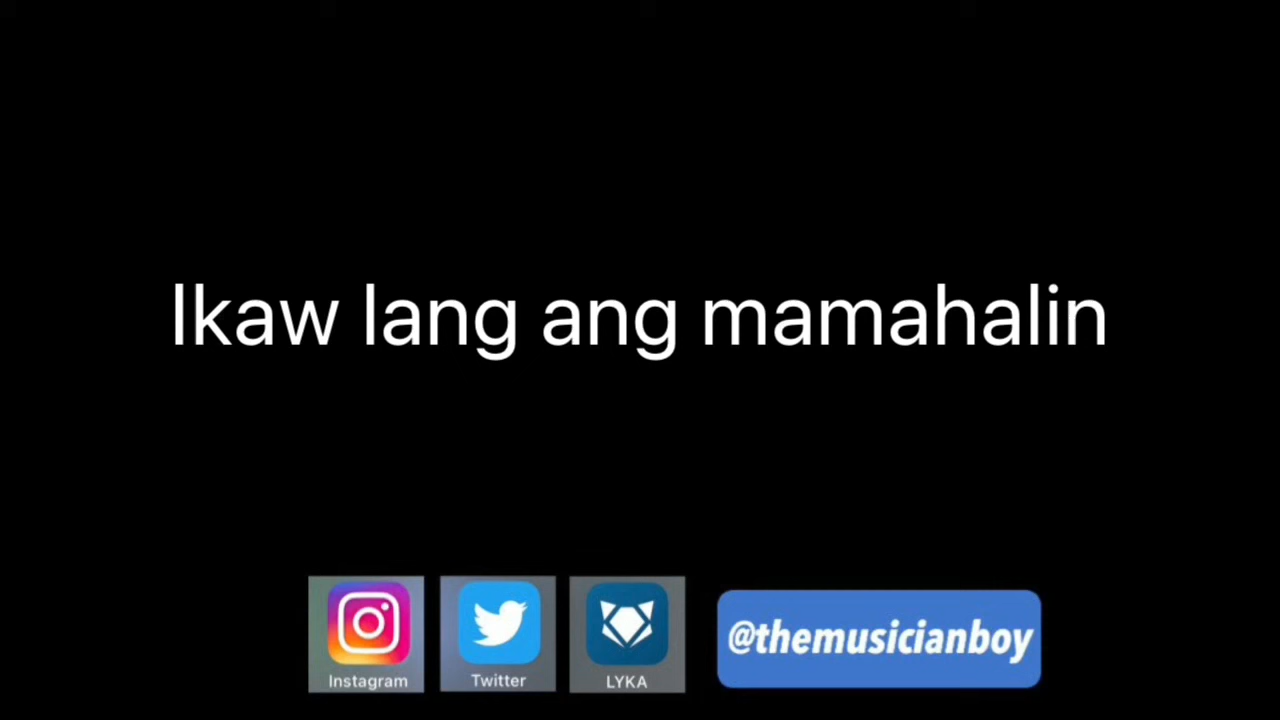 Ikaw lang ang mamahalin
Instagram
Twitter
LYKA
@themusicianboy